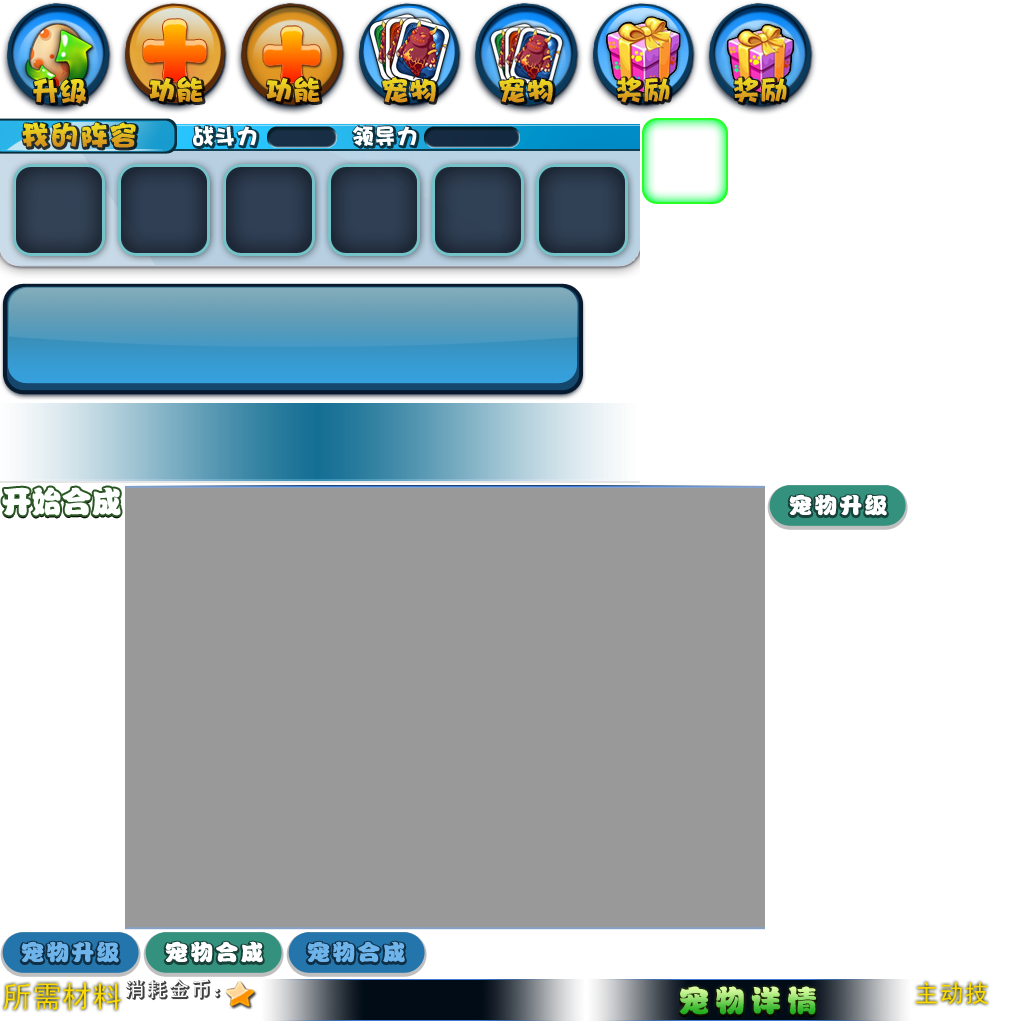 升级 功能 功能 宠物 宠物 奖励 奖励
我的阵容 战斗力 领导力
开始合成 宠物升级
宠物升级 宠物合成 宠物合成
所需材料 消耗金币: 宠物详情 主动技